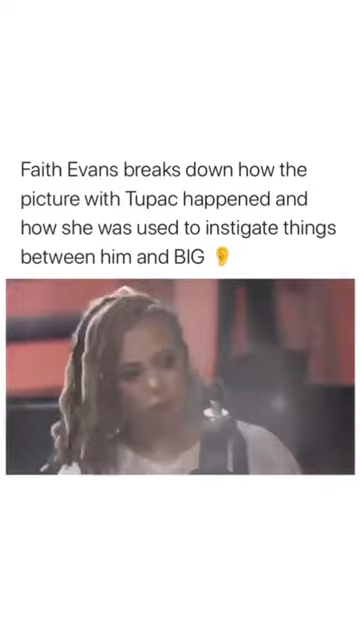 Faith Evans breaks down how the
picture with Tupac happened and
how she was used to instigate things
between him and BIG 👂